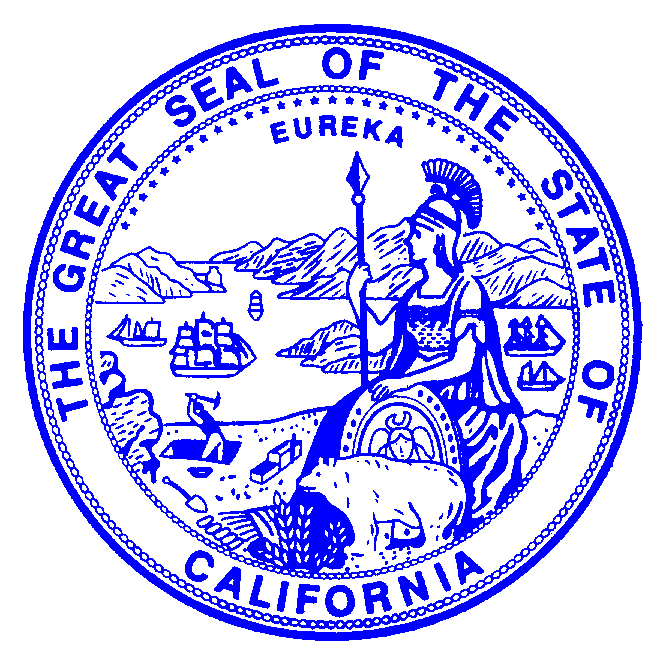 THE GREAT SEAL OF THE STATE OF CALIFORNIA
EUREKA